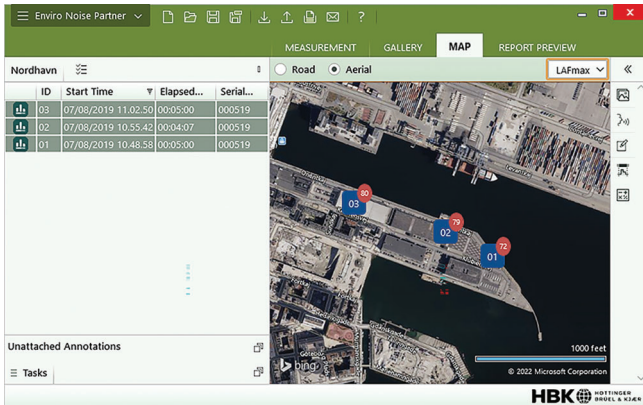 Enviro Noise Partner
?
MEASUREMENT GALLERY MAP REPORT PREVIEW
Nordhavn
Road Aerial LAFmax
ID Start Time Elapsed... Serial...
03 07/08/2019 11.02.50 00:05:00 000519
02 07/08/2019 10.55.42 00:04:07 000519
01 07/08/2019 10.48.58 00:05:00 000519
Levantkaj
03 80
02 79
01 72
Unattached Annotations
Tasks
1000 feet
bing
© 2022 Microsoft Corporation
HBK HOTTINGER
BRÜEL & KJÆR